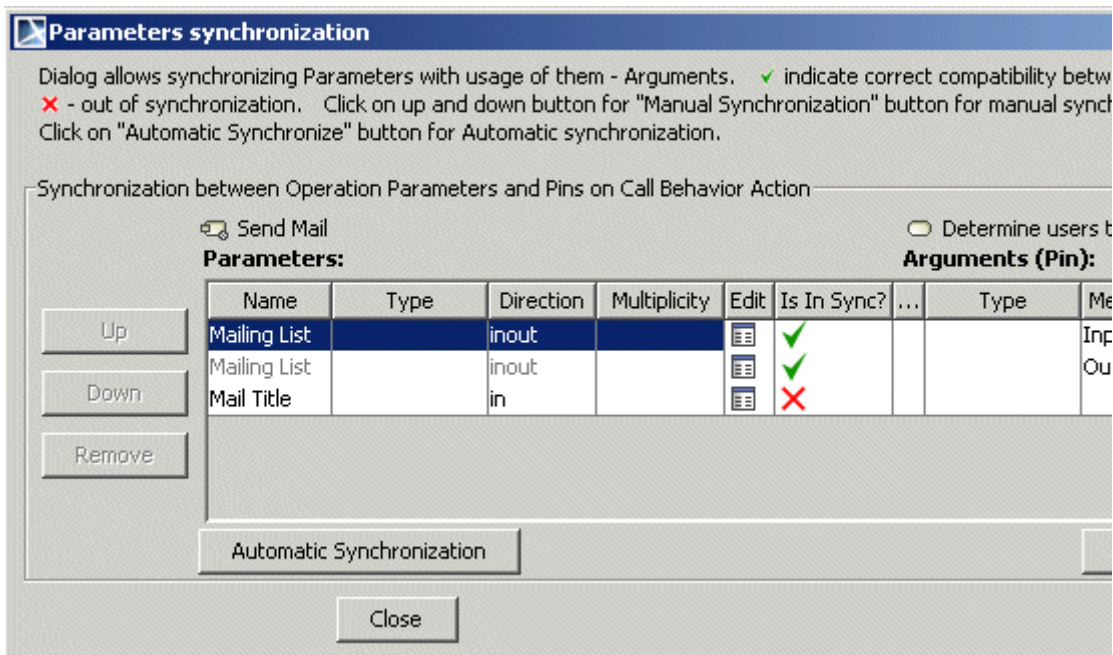 Parameters synchronization
Dialog allows synchronizing Parameters with usage of them - Arguments. ✓ indicate correct compatibility betw
✗ - out of synchronization. Click on up and down button for "Manual Synchronization" button for manual synch
Click on "Automatic Synchronize" button for Automatic synchronization.
Synchronization between Operation Parameters and Pins on Call Behavior Action
Send Mail Determine users t
Parameters: Arguments (Pin):
Name Type Direction Multiplicity Edit Is In Sync? ... Type Me
Up Mailing List inout Inp
Mailing List inout Ou
Down Mail Title in
Remove
Automatic Synchronization
Close